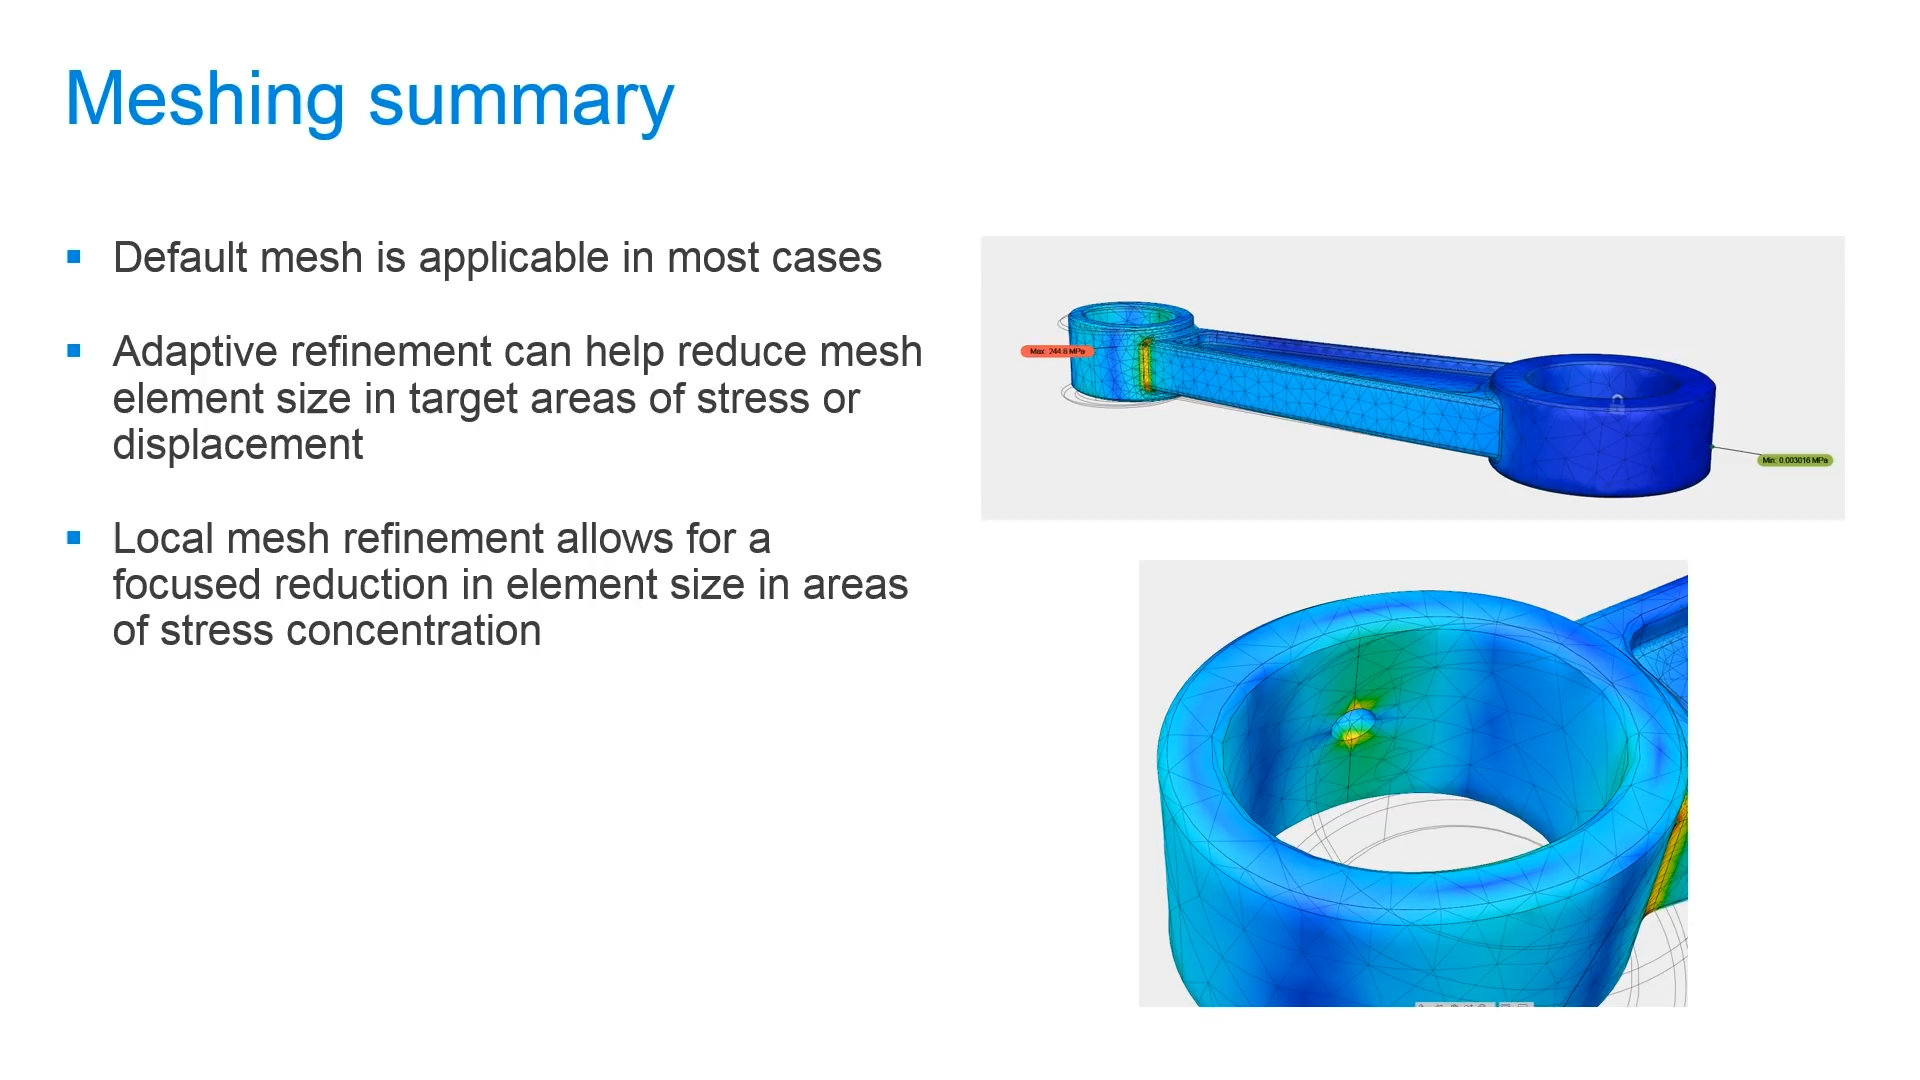 Meshing summary
Default mesh is applicable in most cases
Adaptive refinement can help reduce mesh
element size in target areas of stress or
displacement
Local mesh refinement allows for a
focused reduction in element size in areas
of stress concentration
Max: 244.8 MPa
Min: 0.003016 MPa